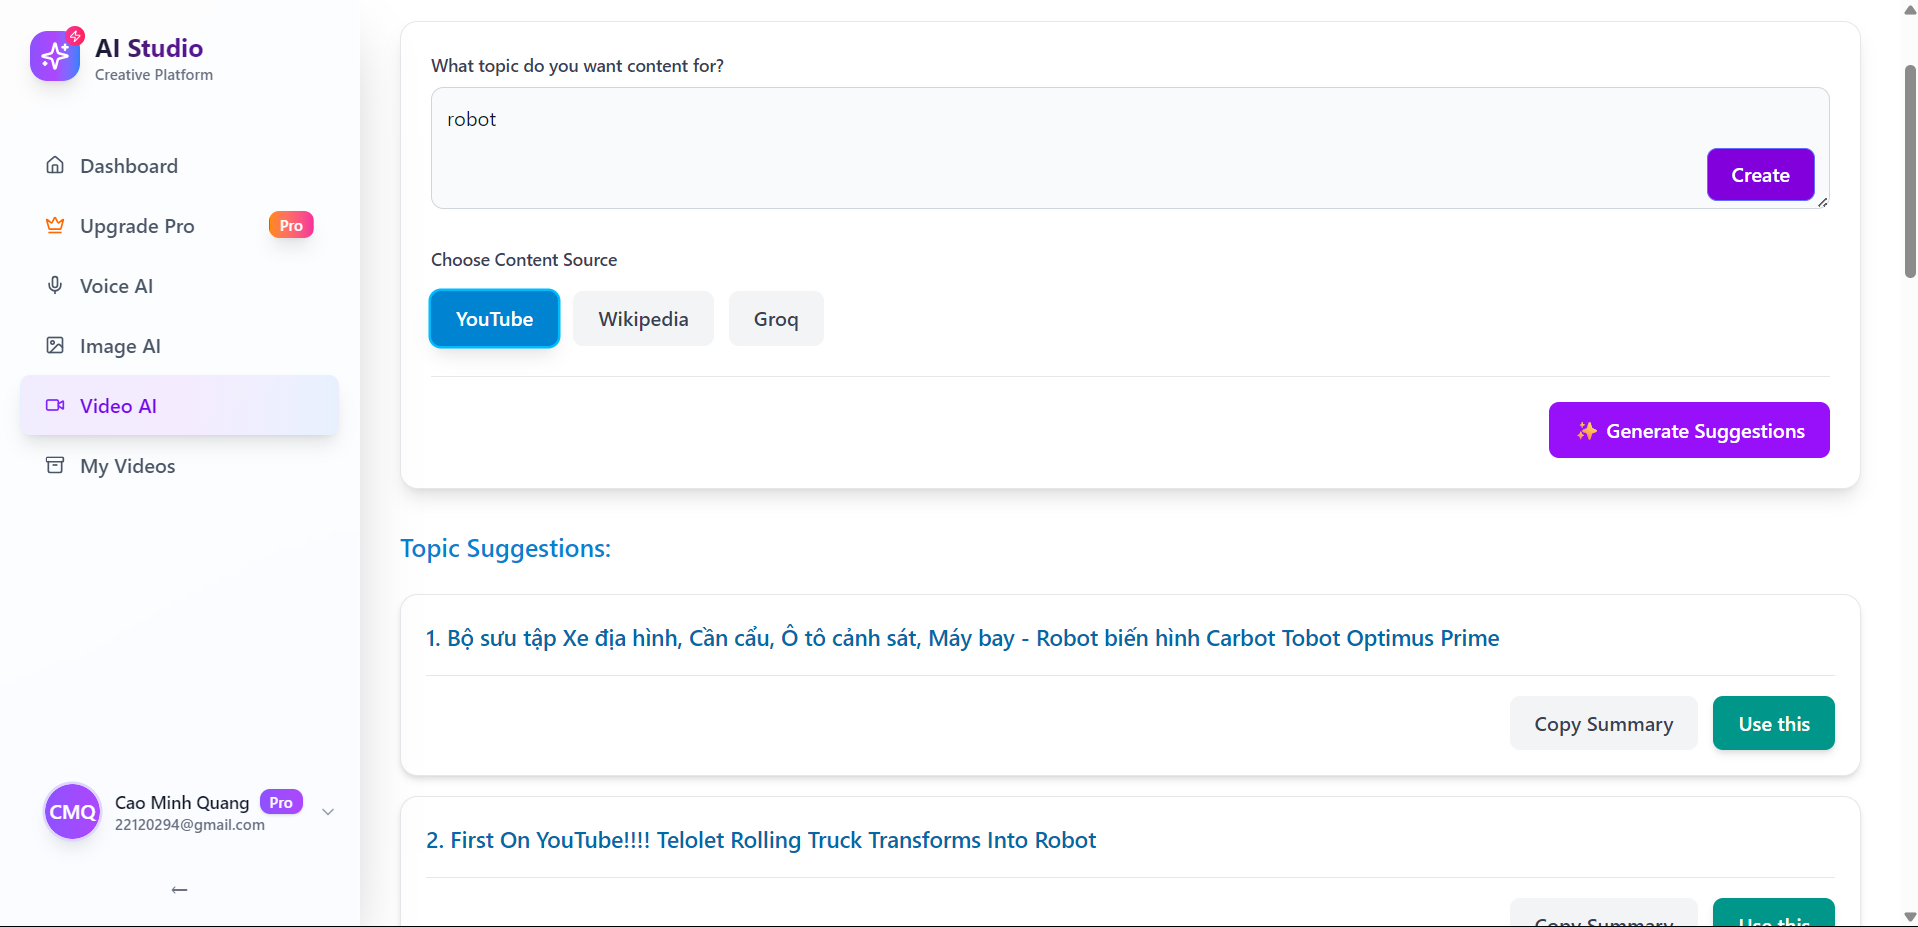 AI Studio
Creative Platform
Dashboard
Upgrade Pro
Pro
Voice AI
Image AI
Video AI
My Videos
CMQ
Cao Minh Quang
Pro
22120294@gmail.com
What topic do you want content for?
robot
Create
Choose Content Source
YouTube
Wikipedia
Groq
✨ Generate Suggestions
Topic Suggestions:
1. Bộ sưu tập Xe địa hình, Cần cẩu, Ô tô cảnh sát, Máy bay - Robot biến hình Carbot Tobot Optimus Prime
Copy Summary
Use this
2. First On YouTube!!!! Telolet Rolling Truck Transforms Into Robot
Copy Summary
Use this